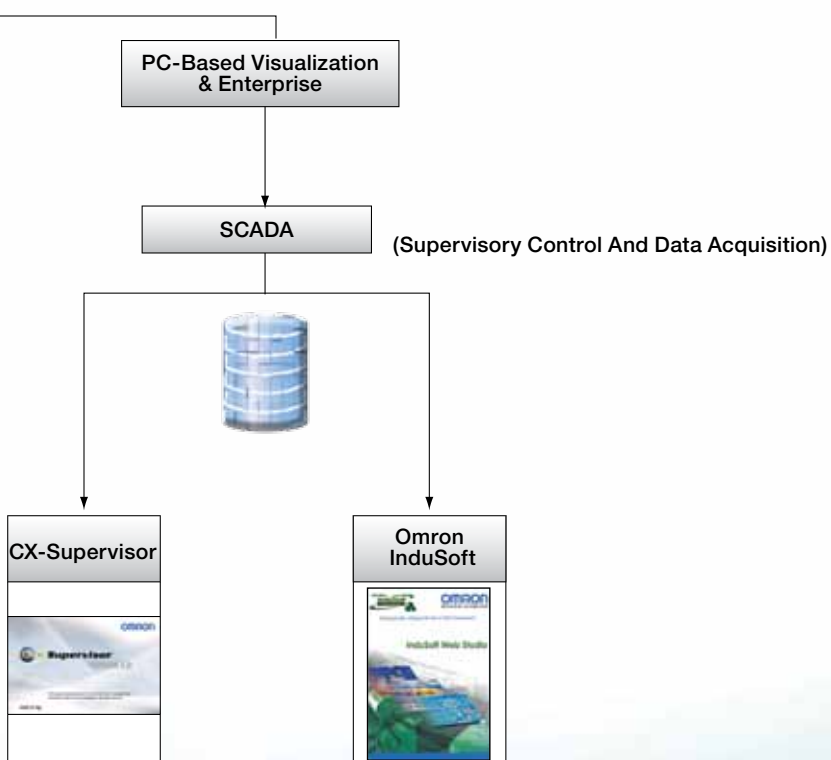 PC-Based Visualization
& Enterprise
SCADA
(Supervisory Control And Data Acquisition)
CX-Supervisor
Omron
InduSoft
OMRON
Supervisor
OMRON
InduSoft Web Studio